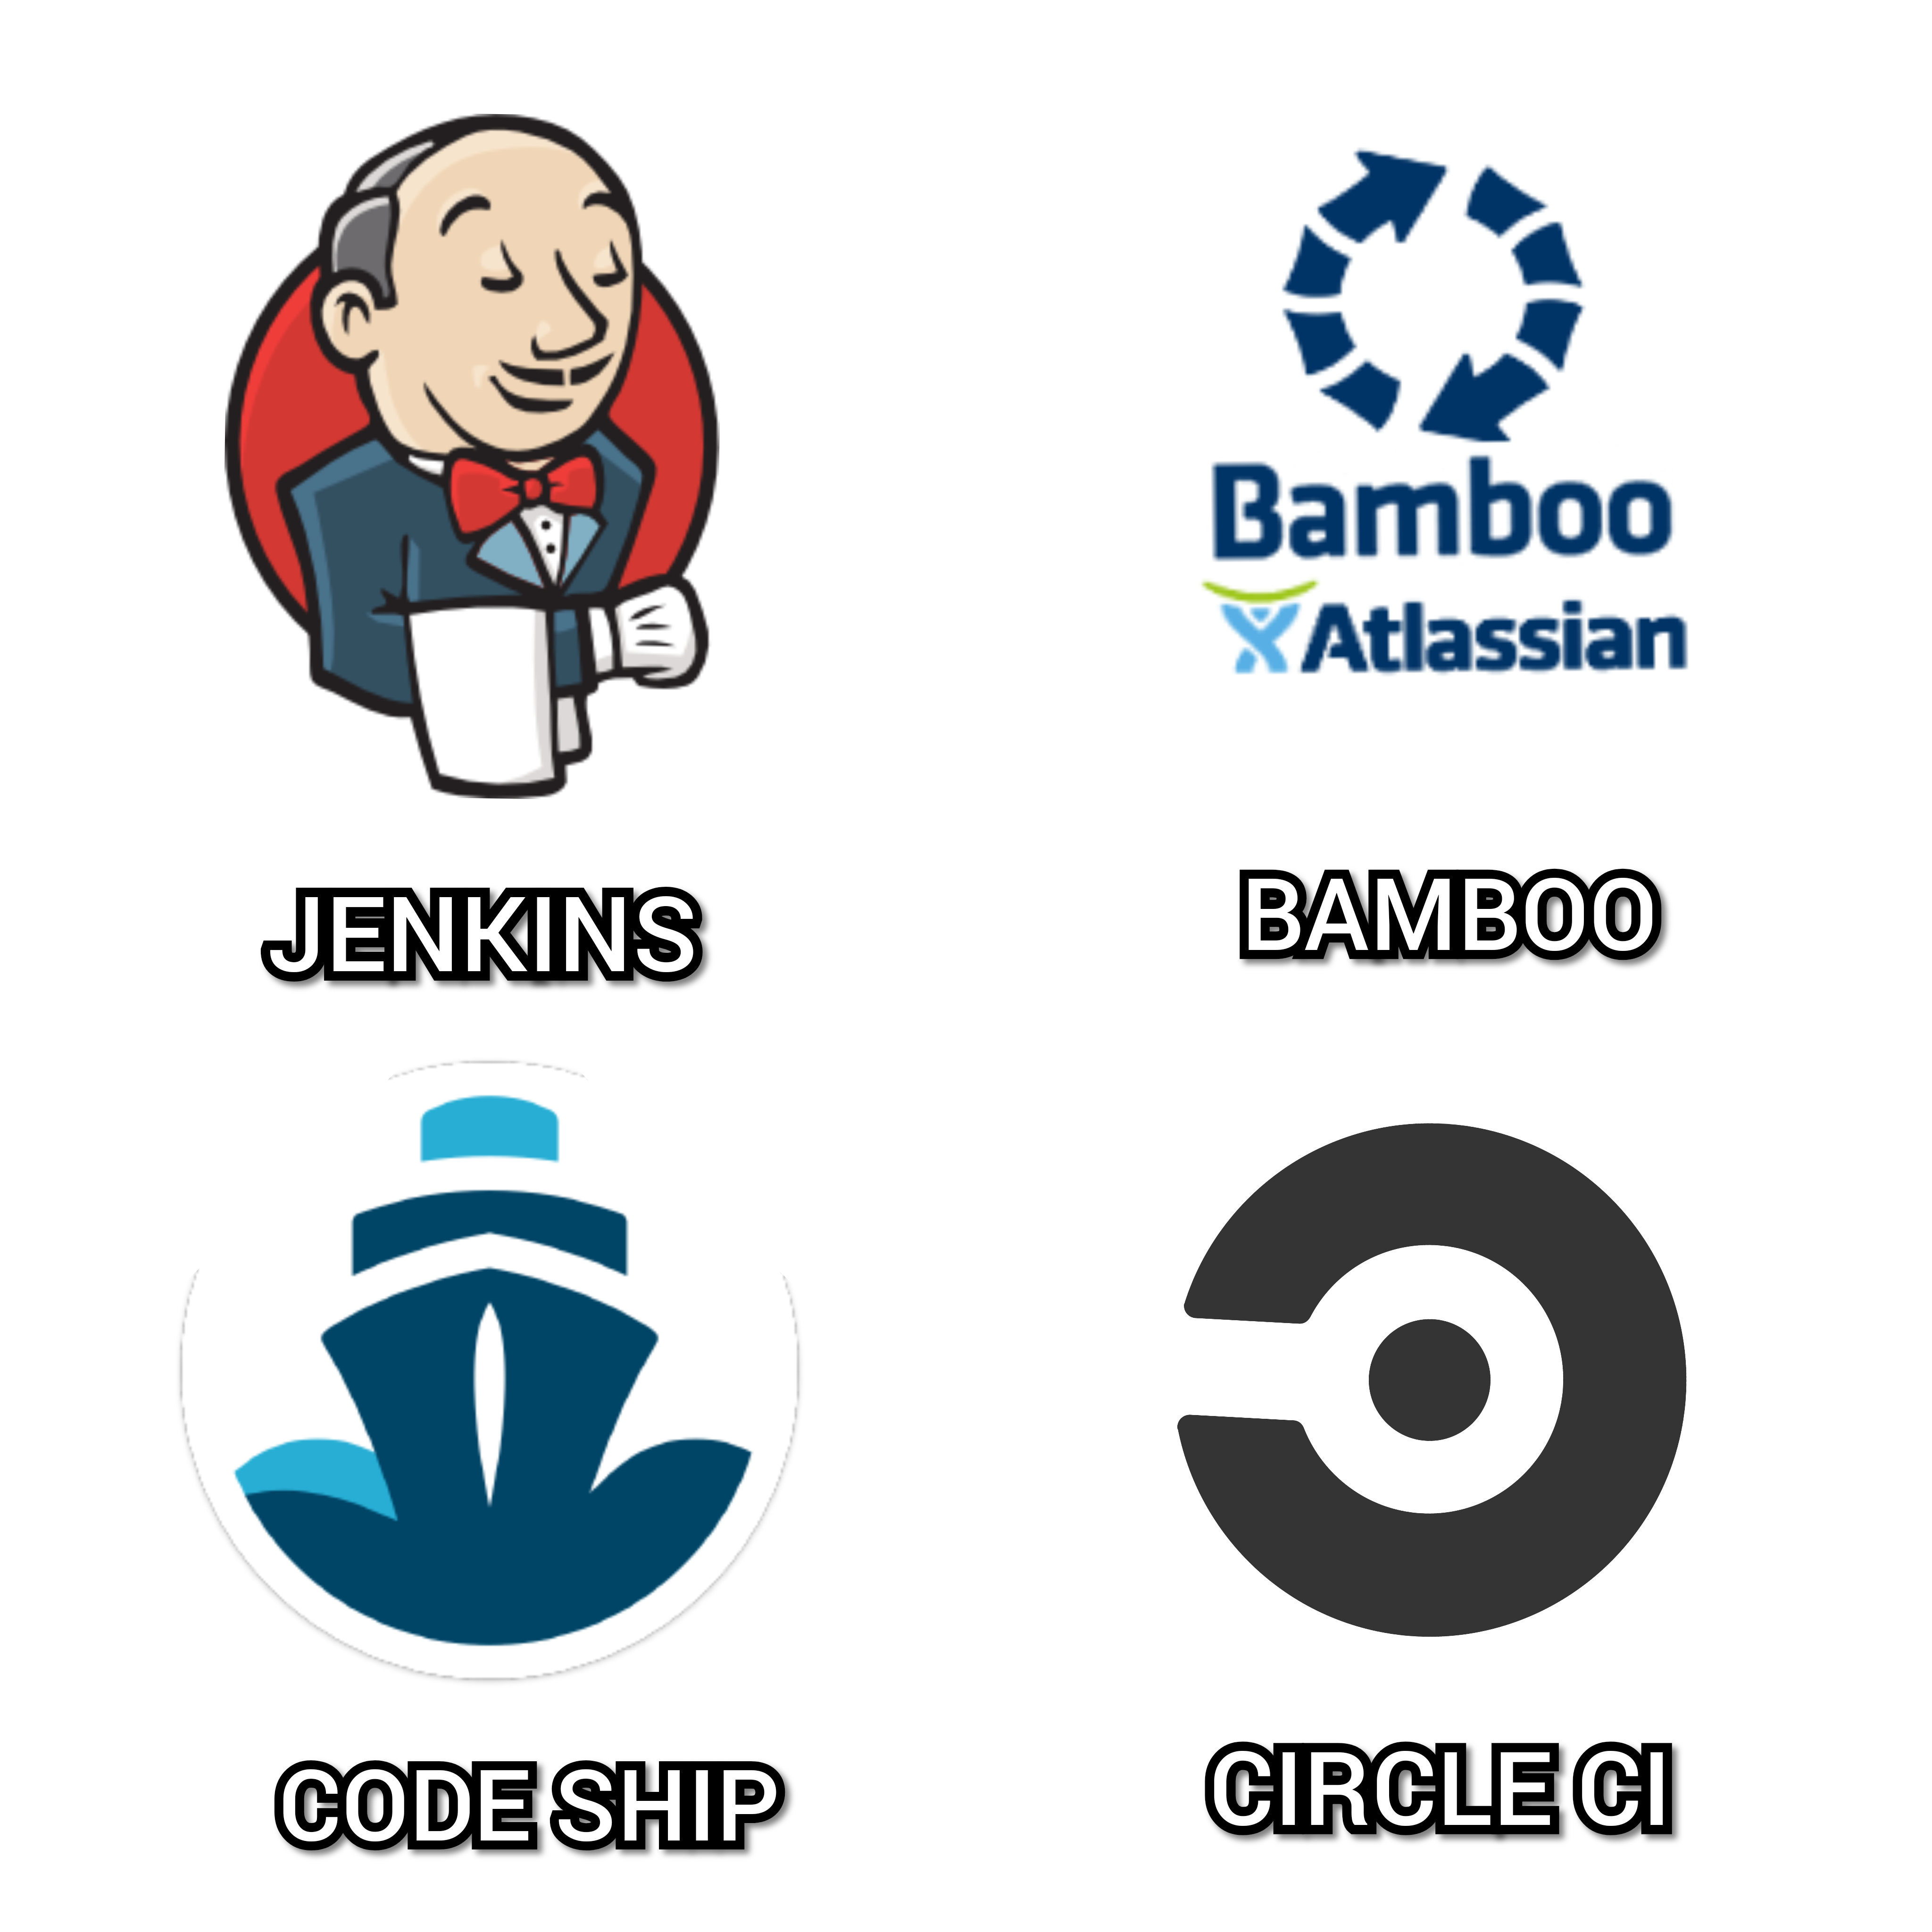 Bamboo
Atlassian
JENKINS
BAMBOO
CODE SHIP
CIRCLE CI